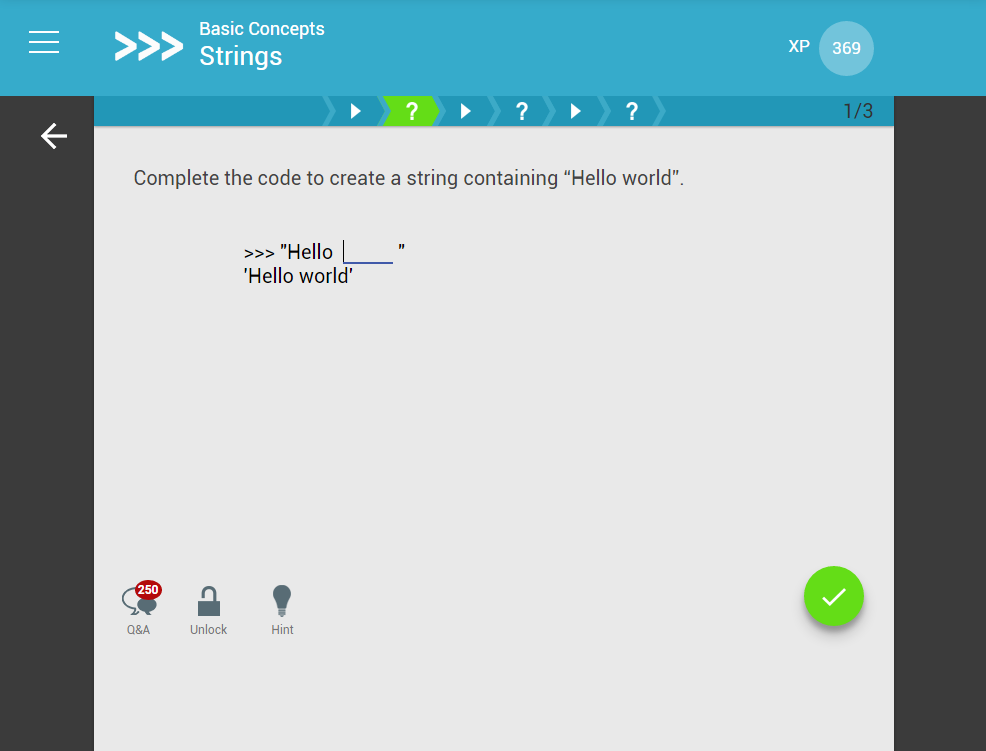 Basic Concepts
>>> Strings
XP 369
? ? ? 1/3
Complete the code to create a string containing “Hello world”.
>>> "Hello ____ "
'Hello world'
250
Q&A Unlock Hint